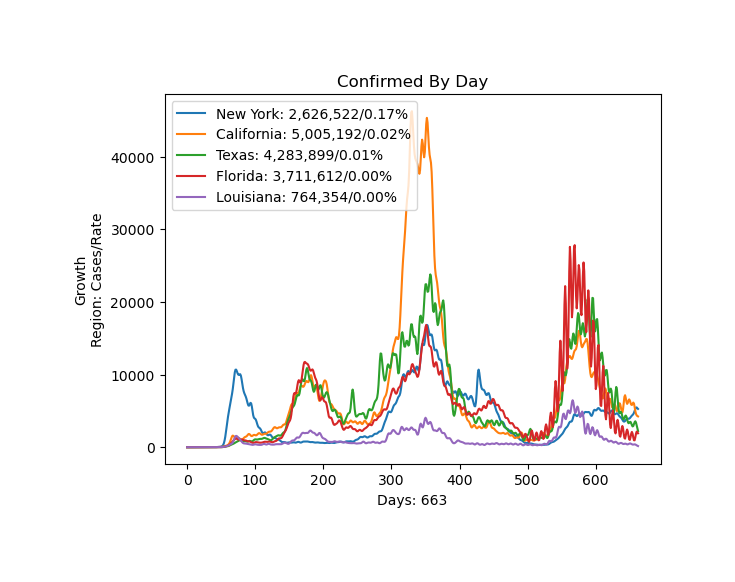 Confirmed By Day
New York: 2,626,522/0.17%
California: 5,005,192/0.02%
Texas: 4,283,899/0.01%
Florida: 3,711,612/0.00%
Louisiana: 764,354/0.00%
Growth
Region: Cases/Rate
40000
30000
20000
10000
0
0 100 200 300 400 500 600
Days: 663